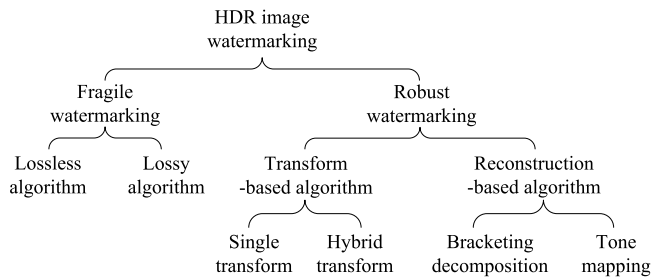 HDR image
watermarking
Fragile
watermarking
Robust
watermarking
Lossless
algorithm
Lossy
algorithm
Transform
-based algorithm
Reconstruction
-based algorithm
Single
transform
Hybrid
transform
Bracketing
decomposition
Tone
mapping